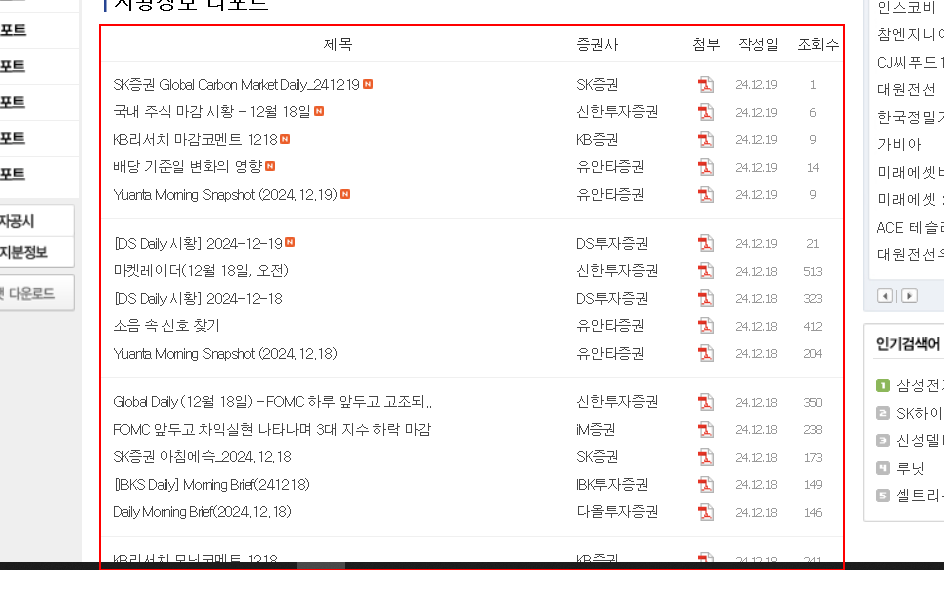 포트
포트
포트
포트
포트
자공시
지분정보
다운로드
시황정보 리포트
제목 증권사 첨부 작성일 조회수
SK증권 Global Carbon Market Daily_241219 N SK증권 24.12.19 1
국내 주식 마감 시황 - 12월 18일 N 신한투자증권 24.12.19 6
KB리서치 마감코멘트 1218 N KB증권 24.12.19 9
배당 기준일 변화의 영향 N 유안타증권 24.12.19 14
Yuanta Morning Snapshot (2024.12.19) N 유안타증권 24.12.19 9
[DS Daily 시황] 2024-12-19 N DS투자증권 24.12.19 21
마켓레이더(12월 18일, 오전) 신한투자증권 24.12.18 513
[DS Daily 시황] 2024-12-18 DS투자증권 24.12.18 323
소음 속 신호 찾기 유안타증권 24.12.18 412
Yuanta Morning Snapshot (2024.12.18) 유안타증권 24.12.18 204
Global Daily (12월 18일) - FOMC 하루 앞두고 고조되.. 신한투자증권 24.12.18 350
FOMC 앞두고 차익실현 나타나며 3대 지수 하락 마감 iM증권 24.12.18 238
SK증권 아침에슥_2024.12.18 SK증권 24.12.18 173
[IBKS Daily] Morning Brief(241218) IBK투자증권 24.12.18 149
Daily Morning Brief(2024.12.18) 다올투자증권 24.12.18 146
KB리서치 모닝코멘트 1218 KB증권 24.12.18 241
인스코비
참엔지니어
CJ씨푸드1
대원전선
한국정밀기
가비아
미래에셋비
미래에셋
ACE 테슬라
대원전선우
인기검색어
1 삼성전자
2 SK하이
3 신성델타
4 루닛
5 셀트리온